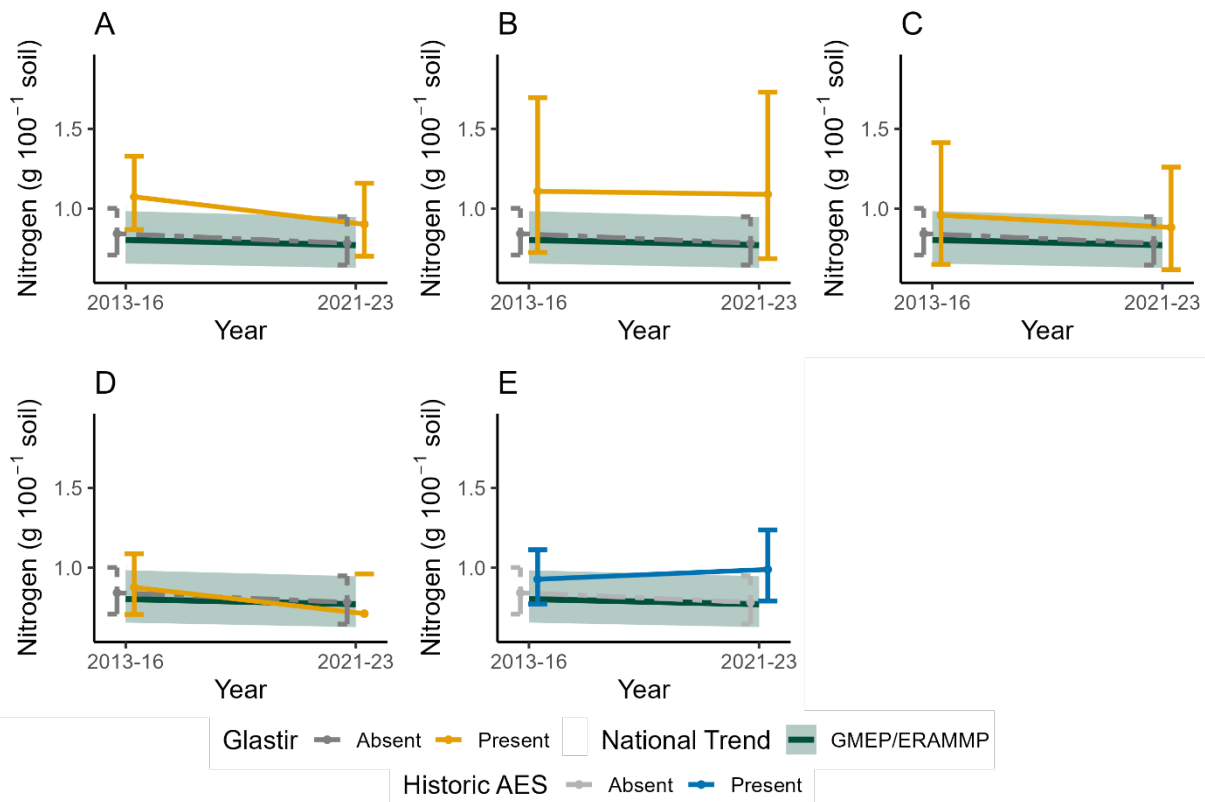 A
Nitrogen (g 100⁻¹ soil)
1.5
1.0
2013-16
2021-23
Year
B
Nitrogen (g 100⁻¹ soil)
1.5
1.0
2013-16
2021-23
Year
C
Nitrogen (g 100⁻¹ soil)
1.5
1.0
2013-16
2021-23
Year
D
Nitrogen (g 100⁻¹ soil)
1.5
1.0
2013-16
2021-23
Year
E
Nitrogen (g 100⁻¹ soil)
1.5
1.0
2013-16
2021-23
Year
Glastir Absent Present National Trend GMEP/ERAMMP
Historic AES Absent Present